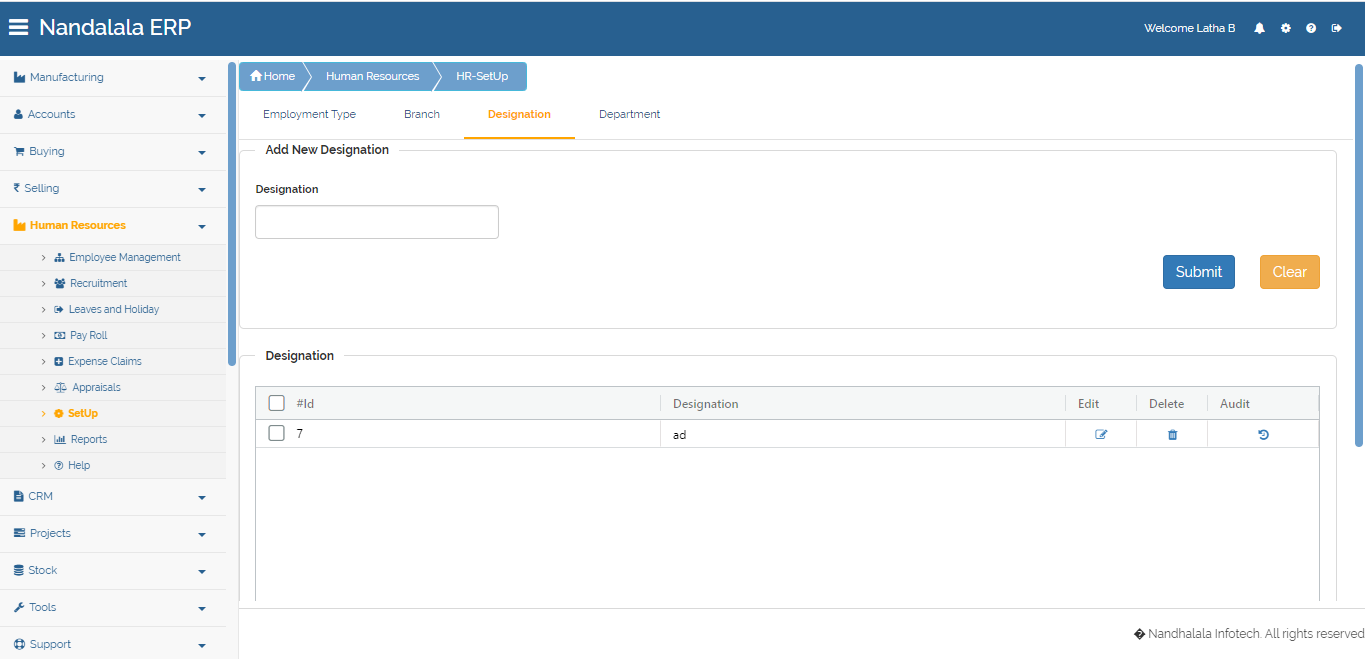 Nandalala ERP
Welcome Latha B
Manufacturing
Accounts
Buying
₹ Selling
Human Resources
Employee Management
Recruitment
Leaves and Holiday
Pay Roll
Expense Claims
Appraisals
SetUp
Reports
Help
CRM
Projects
Stock
Tools
Support
Home Human Resources HR-SetUp
Employment Type Branch Designation Department
Add New Designation
Designation
Submit Clear
Designation
#Id Designation Edit Delete Audit
7 ad
� Nandhalala Infotech. All rights reserved